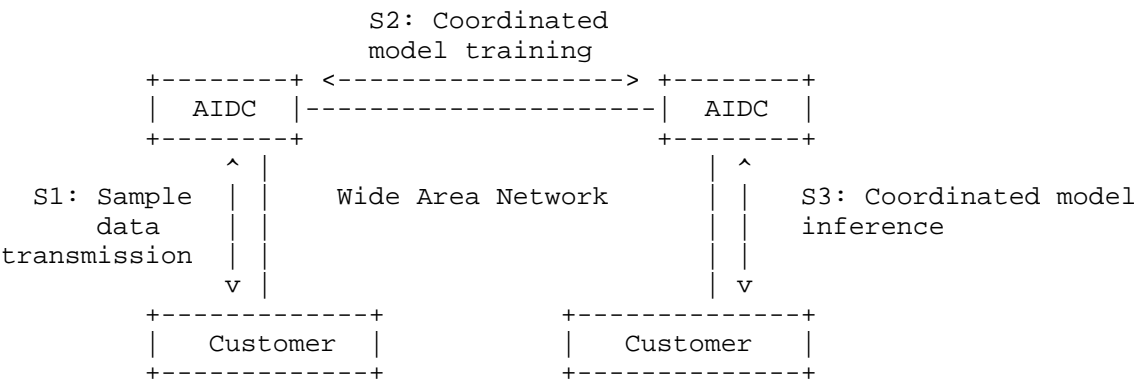 S2: Coordinated
model training
AIDC
AIDC
S1: Sample
data
transmission
Wide Area Network
S3: Coordinated model
inference
Customer
Customer